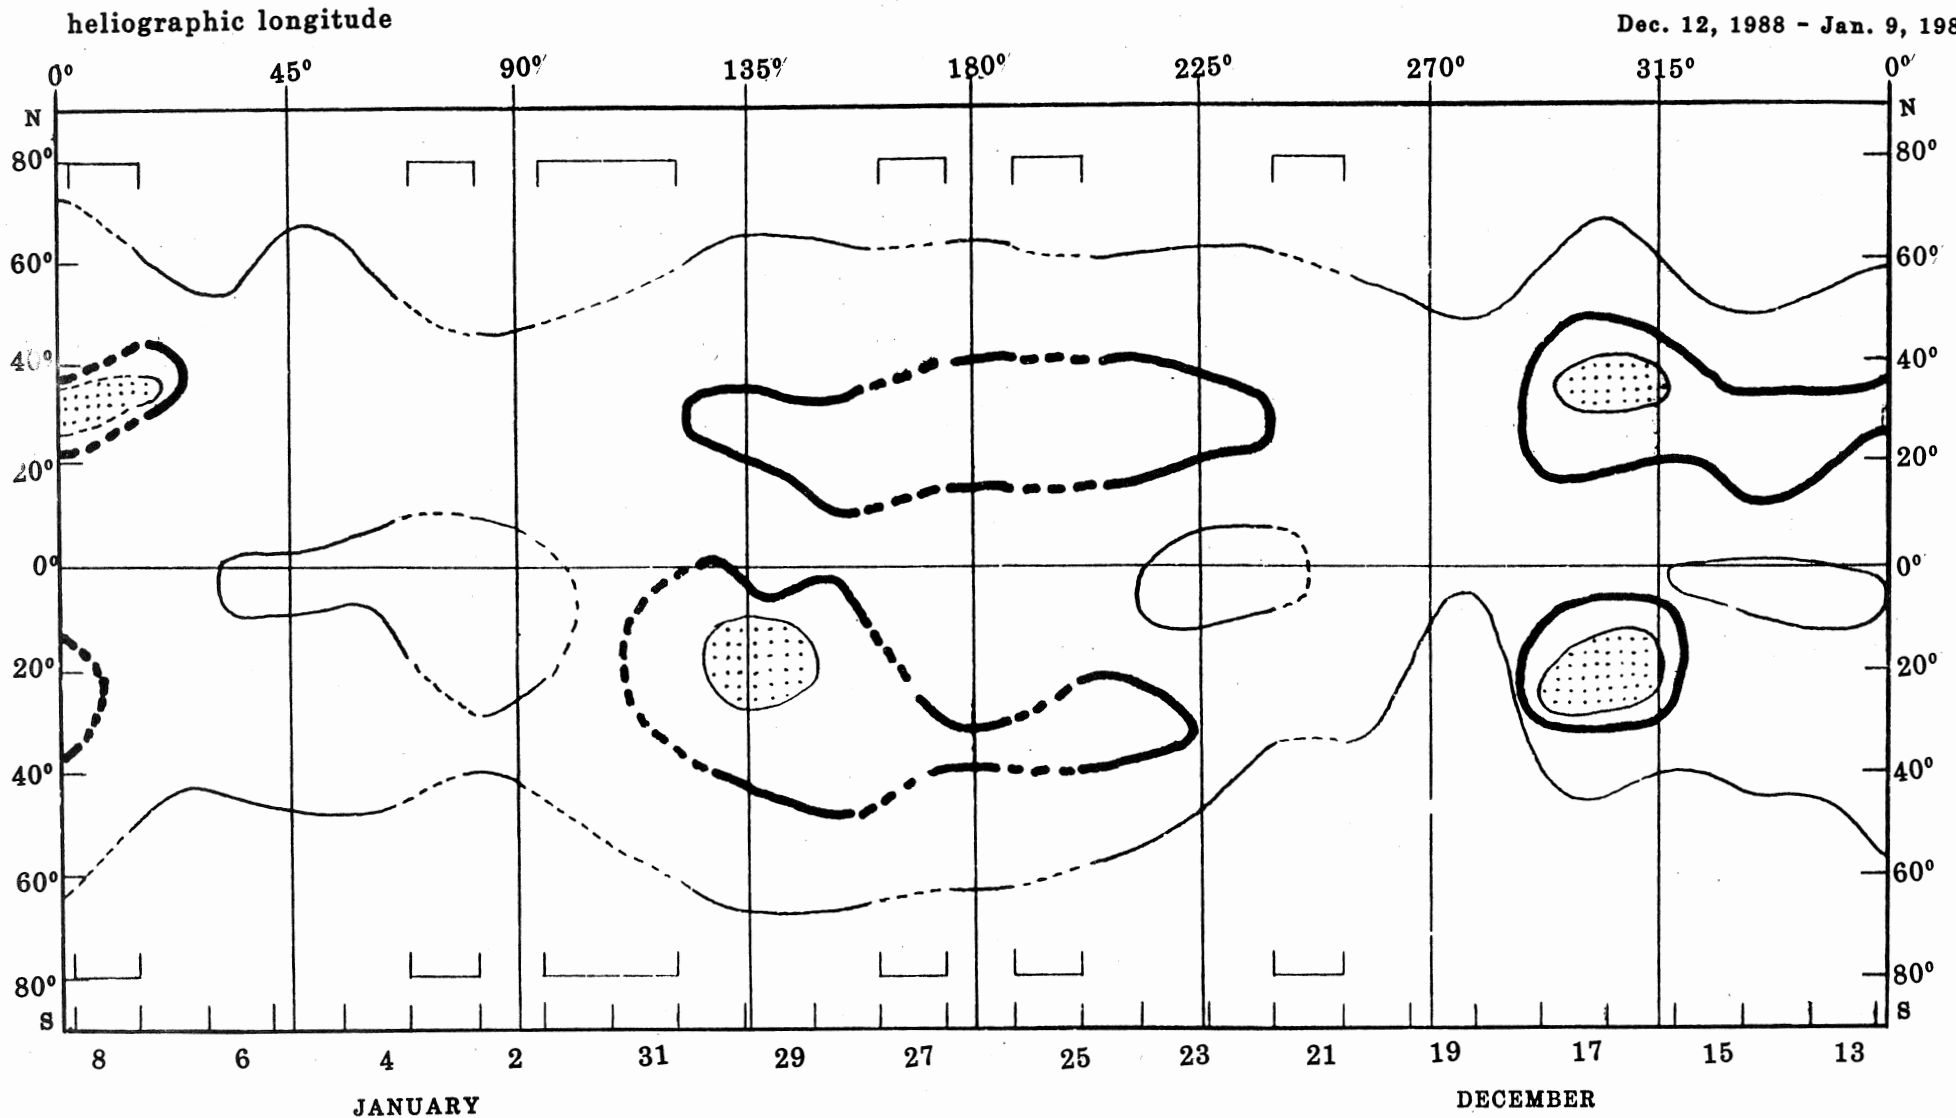 heliographic longitude
Dec. 12, 1988 - Jan. 9, 198
0° 45° 90° 135° 180° 225° 270° 315° 0°
N N
80° 80°
60° 60°
40° 40°
20° 20°
0° 0°
20° 20°
40° 40°
60° 60°
80° 80°
S S
8 6 4 2 31 29 27 25 23 21 19 17 15 13
JANUARY DECEMBER